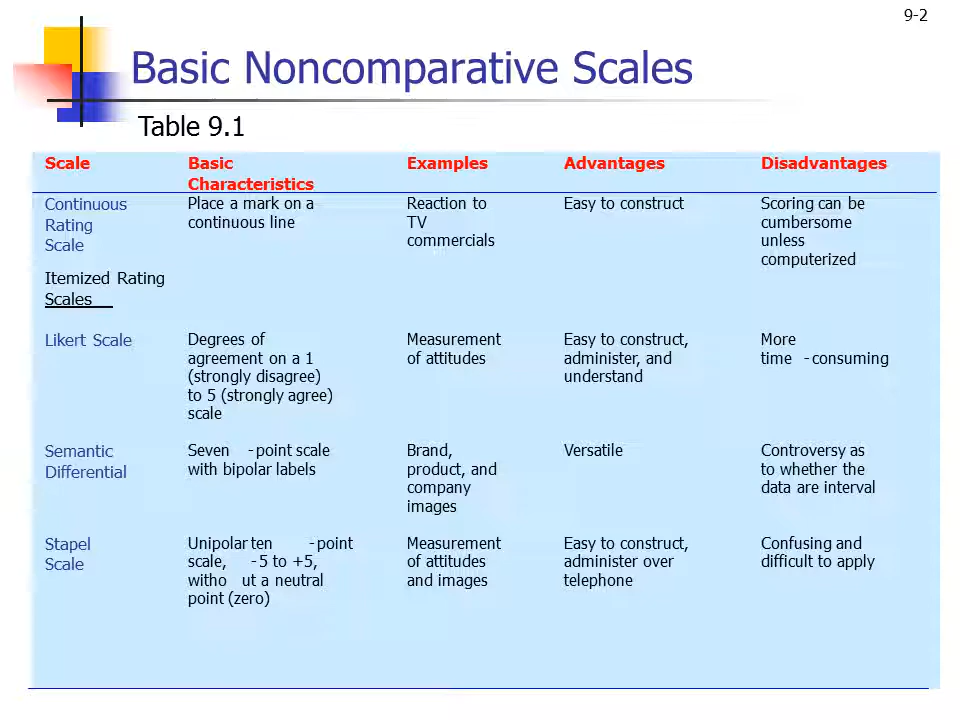 9-2
Basic Noncomparative Scales
Table 9.1
Scale
Basic
Characteristics
Examples
Advantages
Disadvantages
Continuous
Rating
Scale
Place a mark on a
continuous line
Reaction to
TV
commercials
Easy to construct
Scoring can be
cumbersome
unless
computerized
Itemized Rating
Scales
Likert Scale
Degrees of
agreement on a 1
(strongly disagree)
to 5 (strongly agree)
scale
Measurement
of attitudes
Easy to construct,
administer, and
understand
More
time -consuming
Semantic
Differential
Seven -point scale
with bipolar labels
Brand,
product, and
company
images
Versatile
Controversy as
to whether the
data are interval
Stapel
Scale
Unipolar ten -point
scale, -5 to +5,
witho ut a neutral
point (zero)
Measurement
of attitudes
and images
Easy to construct,
administer over
telephone
Confusing and
difficult to apply